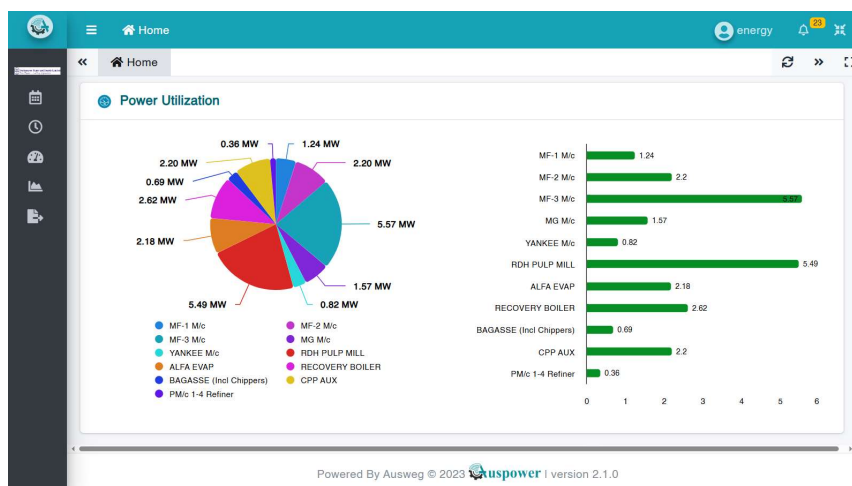 Home
energy
23
Home
Power Utilization
0.36 MW
1.24 MW
2.20 MW
2.20 MW
0.69 MW
2.62 MW
5.57 MW
2.18 MW
1.57 MW
5.49 MW
0.82 MW
MF-1 M/c
MF-2 M/c
MF-3 M/c
MG M/c
YANKEE M/c
RDH PULP MILL
ALFA EVAP
RECOVERY BOILER
BAGASSE (Incl Chippers)
CPP AUX
PM/c 1-4 Refiner
MF-1 M/c 1.24
MF-2 M/c 2.2
MF-3 M/c 5.57
MG M/c 1.57
YANKEE M/c 0.82
RDH PULP MILL 5.49
ALFA EVAP 2.18
RECOVERY BOILER 2.62
BAGASSE (Incl Chippers) 0.69
CPP AUX 2.2
PM/c 1-4 Refiner 0.36
0 1 2 3 4 5 6
Powered By Ausweg © 2023 Auspower | version 2.1.0